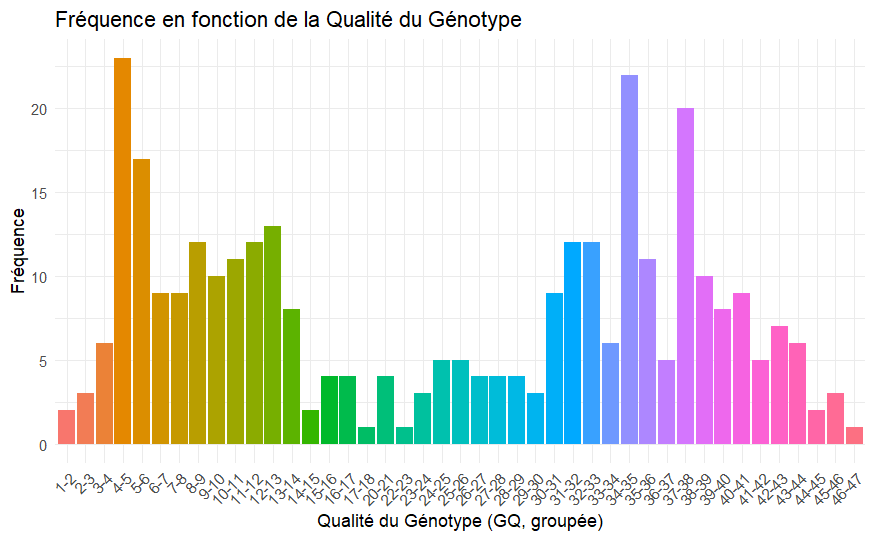 Fréquence en fonction de la Qualité du Génotype
Fréquence
20
15
10
5
0
1-2 2-3 3-4 4-5 5-6 6-7 7-8 8-9 9-10 10-11 11-12 12-13 13-14 14-15 15-16 16-17 17-18 20-21 22-23 23-24 24-25 25-26 26-27 27-28 28-29 29-30 30-31 31-32 32-33 33-34 34-35 35-36 36-37 37-38 38-39 39-40 40-41 41-42 42-43 43-44 44-45 45-46 46-47
Qualité du Génotype (GQ, groupée)